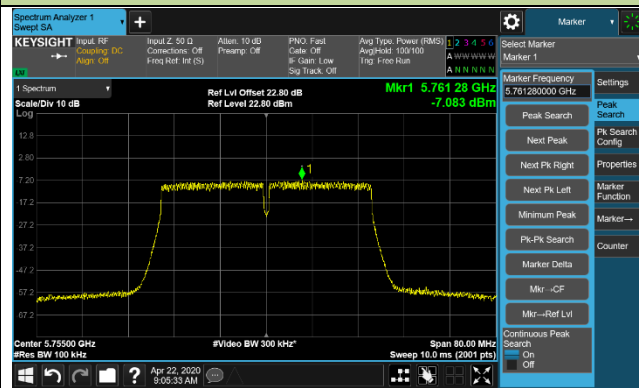 Spectrum Analyzer 1
Swept SA
Marker
KEYSIGHT
Input: RF
Coupling: DC
Align: Off
Input Z: 50 Ω
Corrections: Off
Freq Ref: Int (S)
Atten: 10 dB
Preamp: Off
PNO: Fast
Gate: Off
IF Gain: Low
Sig Track: Off
Avg Type: Power (RMS)
Avg|Hold: 100/100
Trig: Free Run
1 2 3 4 5 6
A W W W W W
A N N N N N
Select Marker
Marker 1
LXI
1 Spectrum
Scale/Div 10 dB
Log
Ref Lvl Offset 22.80 dB
Ref Level 22.80 dBm
Mkr1 5.761 28 GHz
-7.083 dBm
Marker Frequency
5.761280000 GHz
Peak Search
Next Peak
Next Pk Right
Next Pk Left
Minimum Peak
Pk-Pk Search
Marker Delta
Mkr→CF
Mkr→Ref Lvl
Continuous Peak
Search
On
Off
Settings
Peak
Search
Pk Search
Config
Properties
Marker
Function
Marker→
Counter
12.8
2.80
-7.20
-17.2
-27.2
-37.2
-47.2
-57.2
-67.2
1
Center 5.75500 GHz
#Res BW 100 kHz
#Video BW 300 kHz*
Span 80.00 MHz
Sweep 10.0 ms (2001 pts)
?
Apr 22, 2020
9:05:33 AM